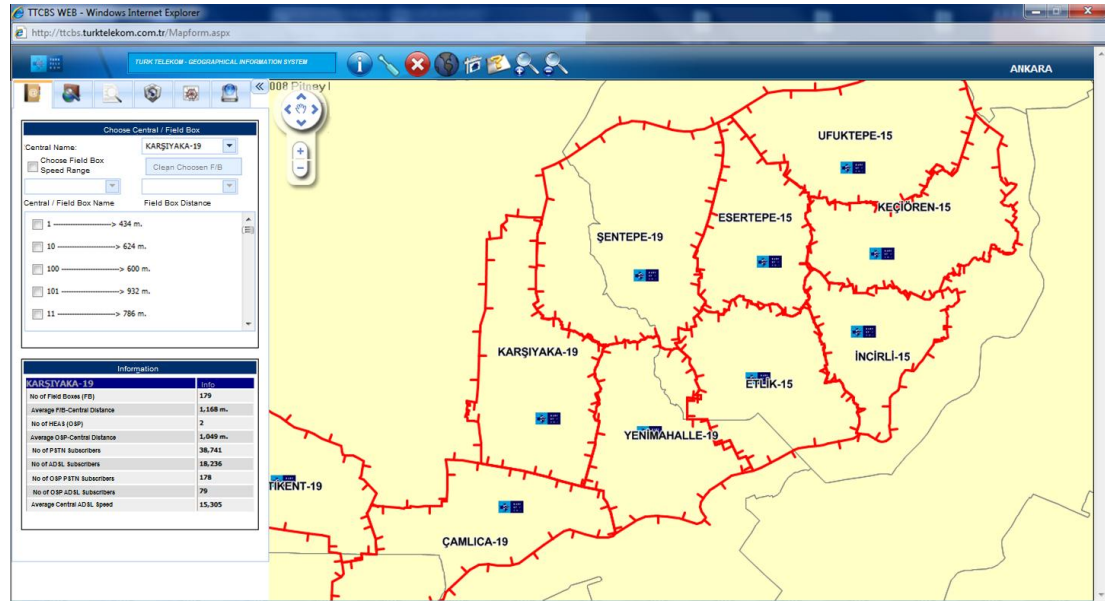 TTCBS WEB - Windows Internet Explorer
http://ttcbs.turktelekom.com.tr/Mapform.aspx
TURK TELEKOM - GEOGRAPHICAL INFORMATION SYSTEM
ANKARA
008 Pitney
Choose Central / Field Box
Central Name: KARŞIYAKA-19
Choose Field Box Speed Range
Clean Choosen F/B
Central / Field Box Name Field Box Distance
1 ----------------------> 434 m.
10 ----------------------> 624 m.
100 ----------------------> 600 m.
101 ----------------------> 932 m.
11 ----------------------> 786 m.
Information
KARŞIYAKA-19 Info
No of Field Boxes (FB) 179
Average F/B-Central Distance 1,168 m.
No of HEAS (OSP) 2
Average OSP-Central Distance 1,049 m.
No of PSTN Subscribers 38,741
No of ADSL Subscribers 18,236
No of OSP PSTN Subscribers 178
No of OSP ADSL Subscribers 79
Average Central ADSL Speed 15,305
UFUKTEPE-15
KEÇİÖREN-15
ESERTEPE-15
ŞENTEPE-19
KARŞIYAKA-19
İNCİRLİ-15
ETLİK-15
YENİMAHALLE-19
TİKENT-19
ÇAMLICA-19